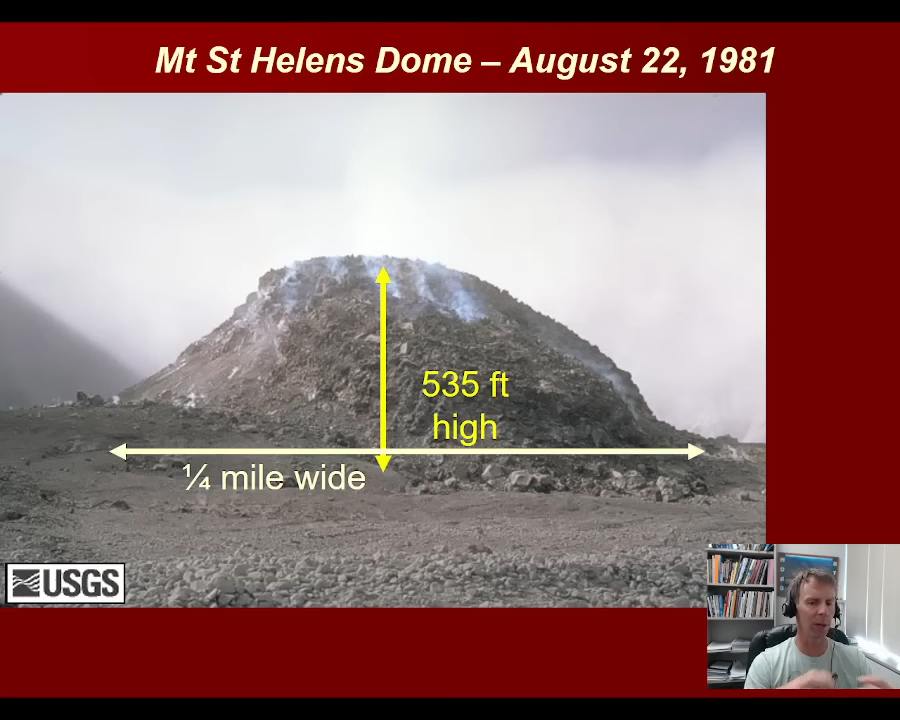 Mt St Helens Dome – August 22, 1981
535 ft
high
¼ mile wide
USGS